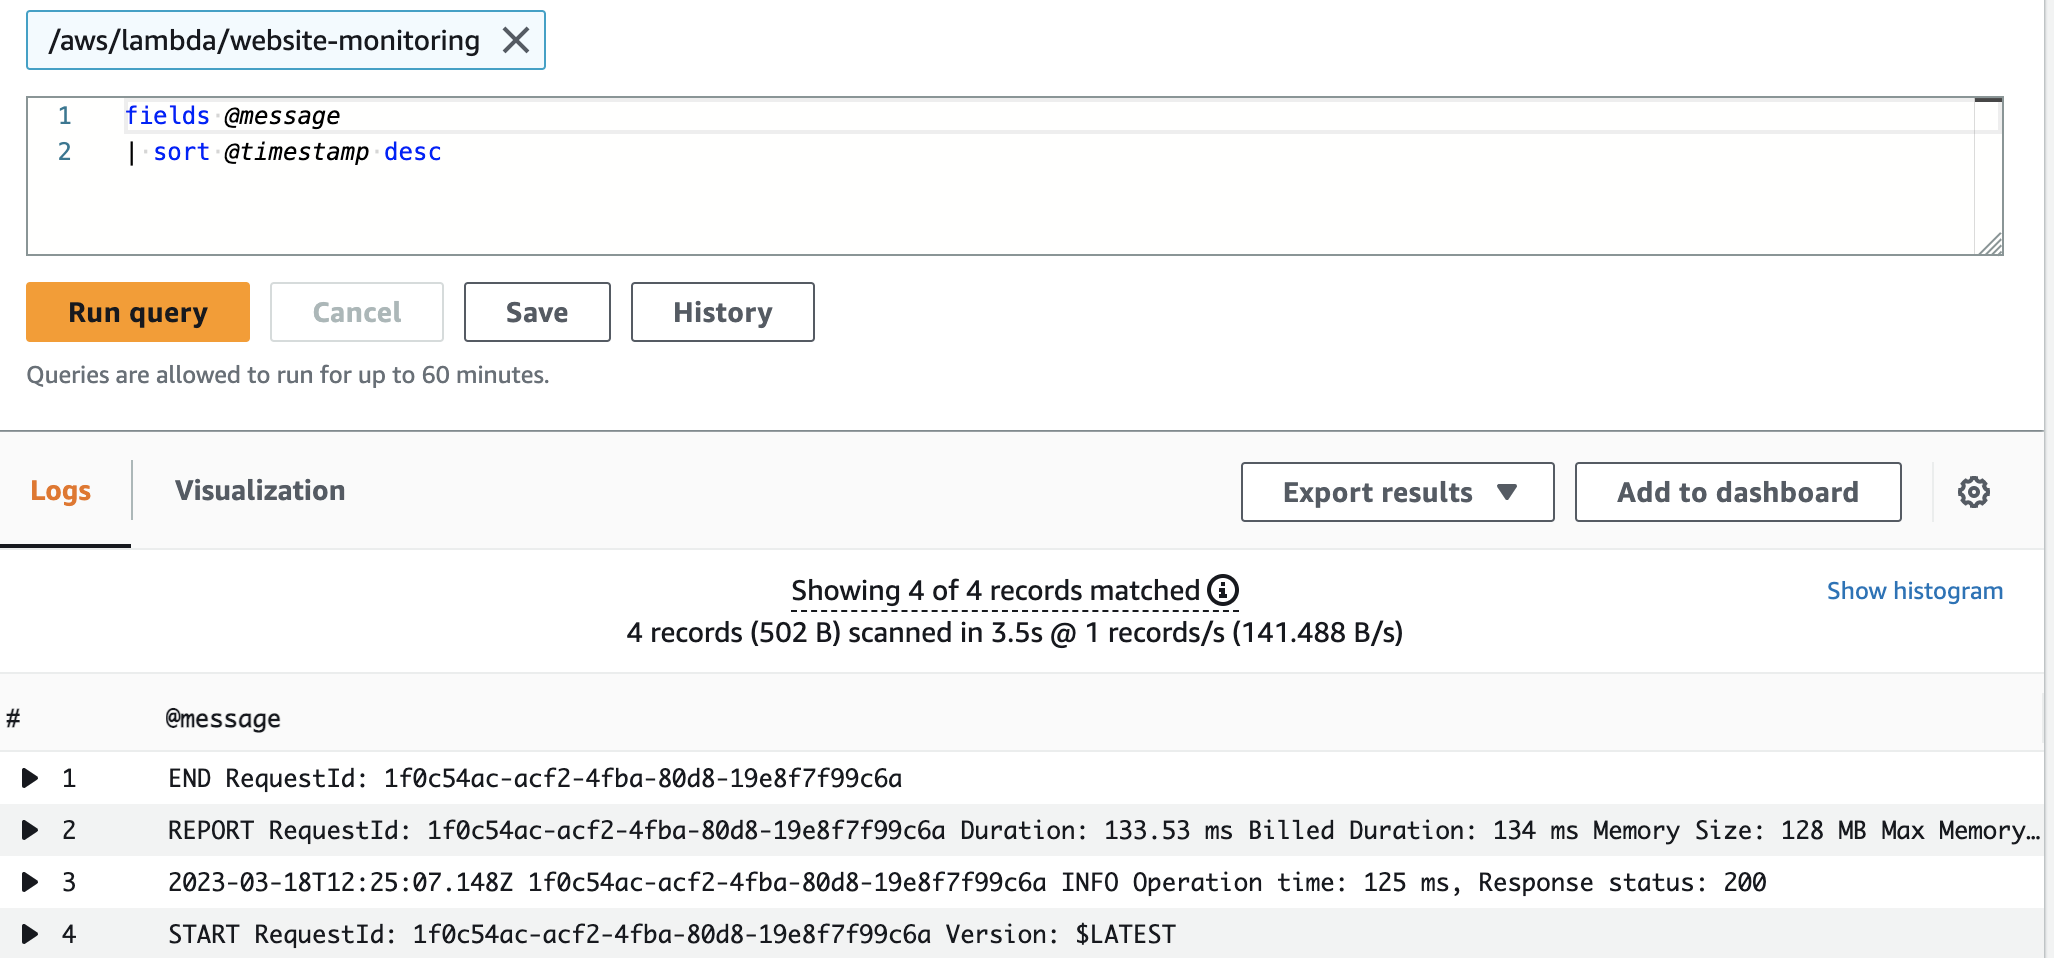 /aws/lambda/website-monitoring
1 fields @message
2 | sort @timestamp desc
Run query Cancel Save History
Queries are allowed to run for up to 60 minutes.
Logs Visualization Export results Add to dashboard
Showing 4 of 4 records matched
Show histogram
4 records (502 B) scanned in 3.5s @ 1 records/s (141.488 B/s)
# @message
1 END RequestId: 1f0c54ac-acf2-4fba-80d8-19e8f7f99c6a
2 REPORT RequestId: 1f0c54ac-acf2-4fba-80d8-19e8f7f99c6a Duration: 133.53 ms Billed Duration: 134 ms Memory Size: 128 MB Max Memory…
3 2023-03-18T12:25:07.148Z 1f0c54ac-acf2-4fba-80d8-19e8f7f99c6a INFO Operation time: 125 ms, Response status: 200
4 START RequestId: 1f0c54ac-acf2-4fba-80d8-19e8f7f99c6a Version: $LATEST